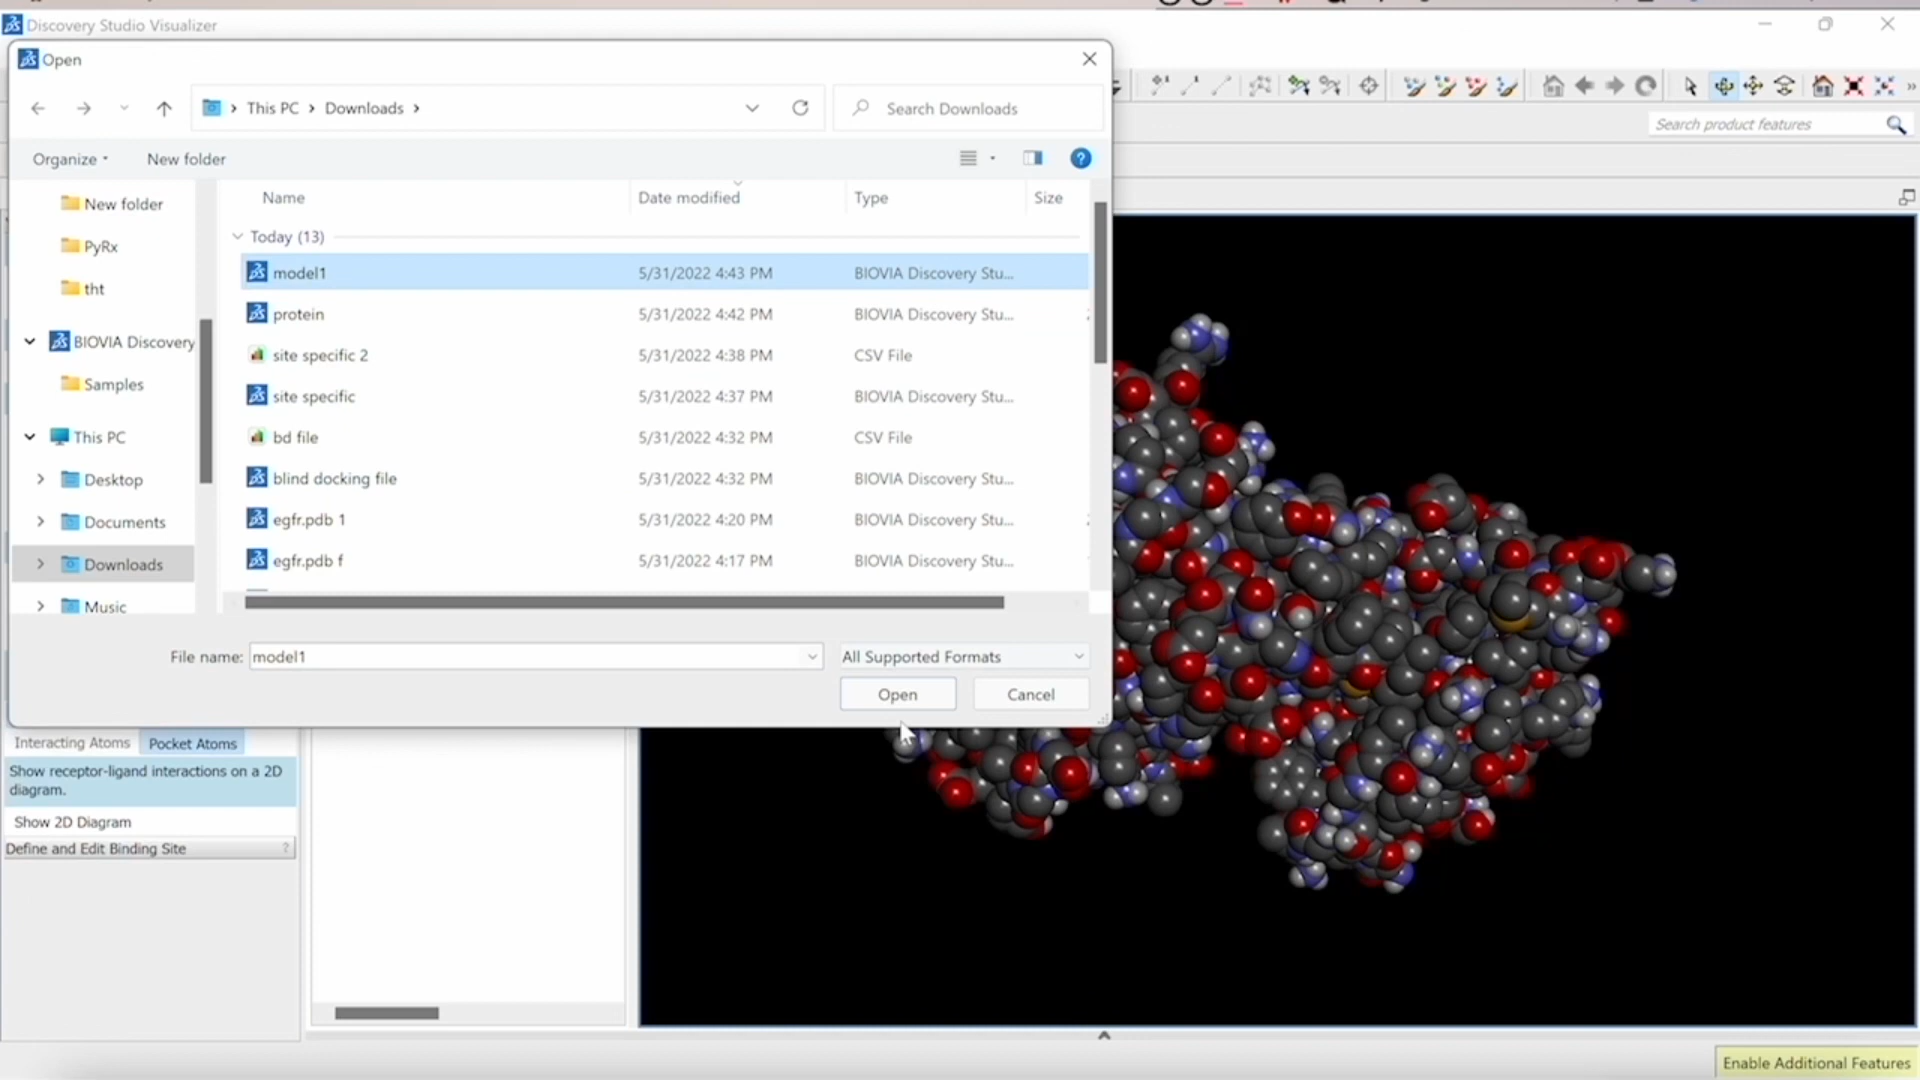 Discovery Studio Visualizer
Open
This PC > Downloads >
Search Downloads
Organize
New folder
Search product features
Name Date modified Type Size
Today (13)
New folder
PyRx
tht
BIOVIA Discovery
Samples
This PC
Desktop
Documents
Downloads
Music
model1 5/31/2022 4:43 PM BIOVIA Discovery Stu...
protein 5/31/2022 4:42 PM BIOVIA Discovery Stu...
site specific 2 5/31/2022 4:38 PM CSV File
site specific 5/31/2022 4:37 PM BIOVIA Discovery Stu...
bd file 5/31/2022 4:32 PM CSV File
blind docking file 5/31/2022 4:32 PM BIOVIA Discovery Stu...
egfr.pdb 1 5/31/2022 4:20 PM BIOVIA Discovery Stu...
egfr.pdb f 5/31/2022 4:17 PM BIOVIA Discovery Stu...
File name: model1
All Supported Formats
Open
Cancel
Interacting Atoms Pocket Atoms
Show receptor-ligand interactions on a 2D
diagram.
Show 2D Diagram
Define and Edit Binding Site ?
Enable Additional Features